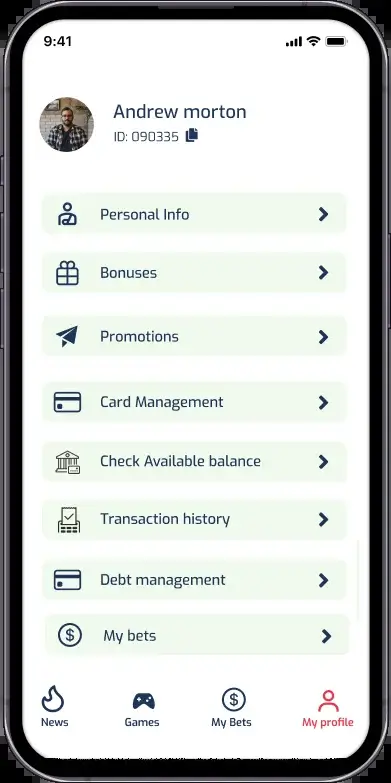 9:41
Andrew morton
ID: 090335
Personal Info
Bonuses
Promotions
Card Management
Check Available balance
Transaction history
Debt management
My bets
News
Games
My Bets
My profile